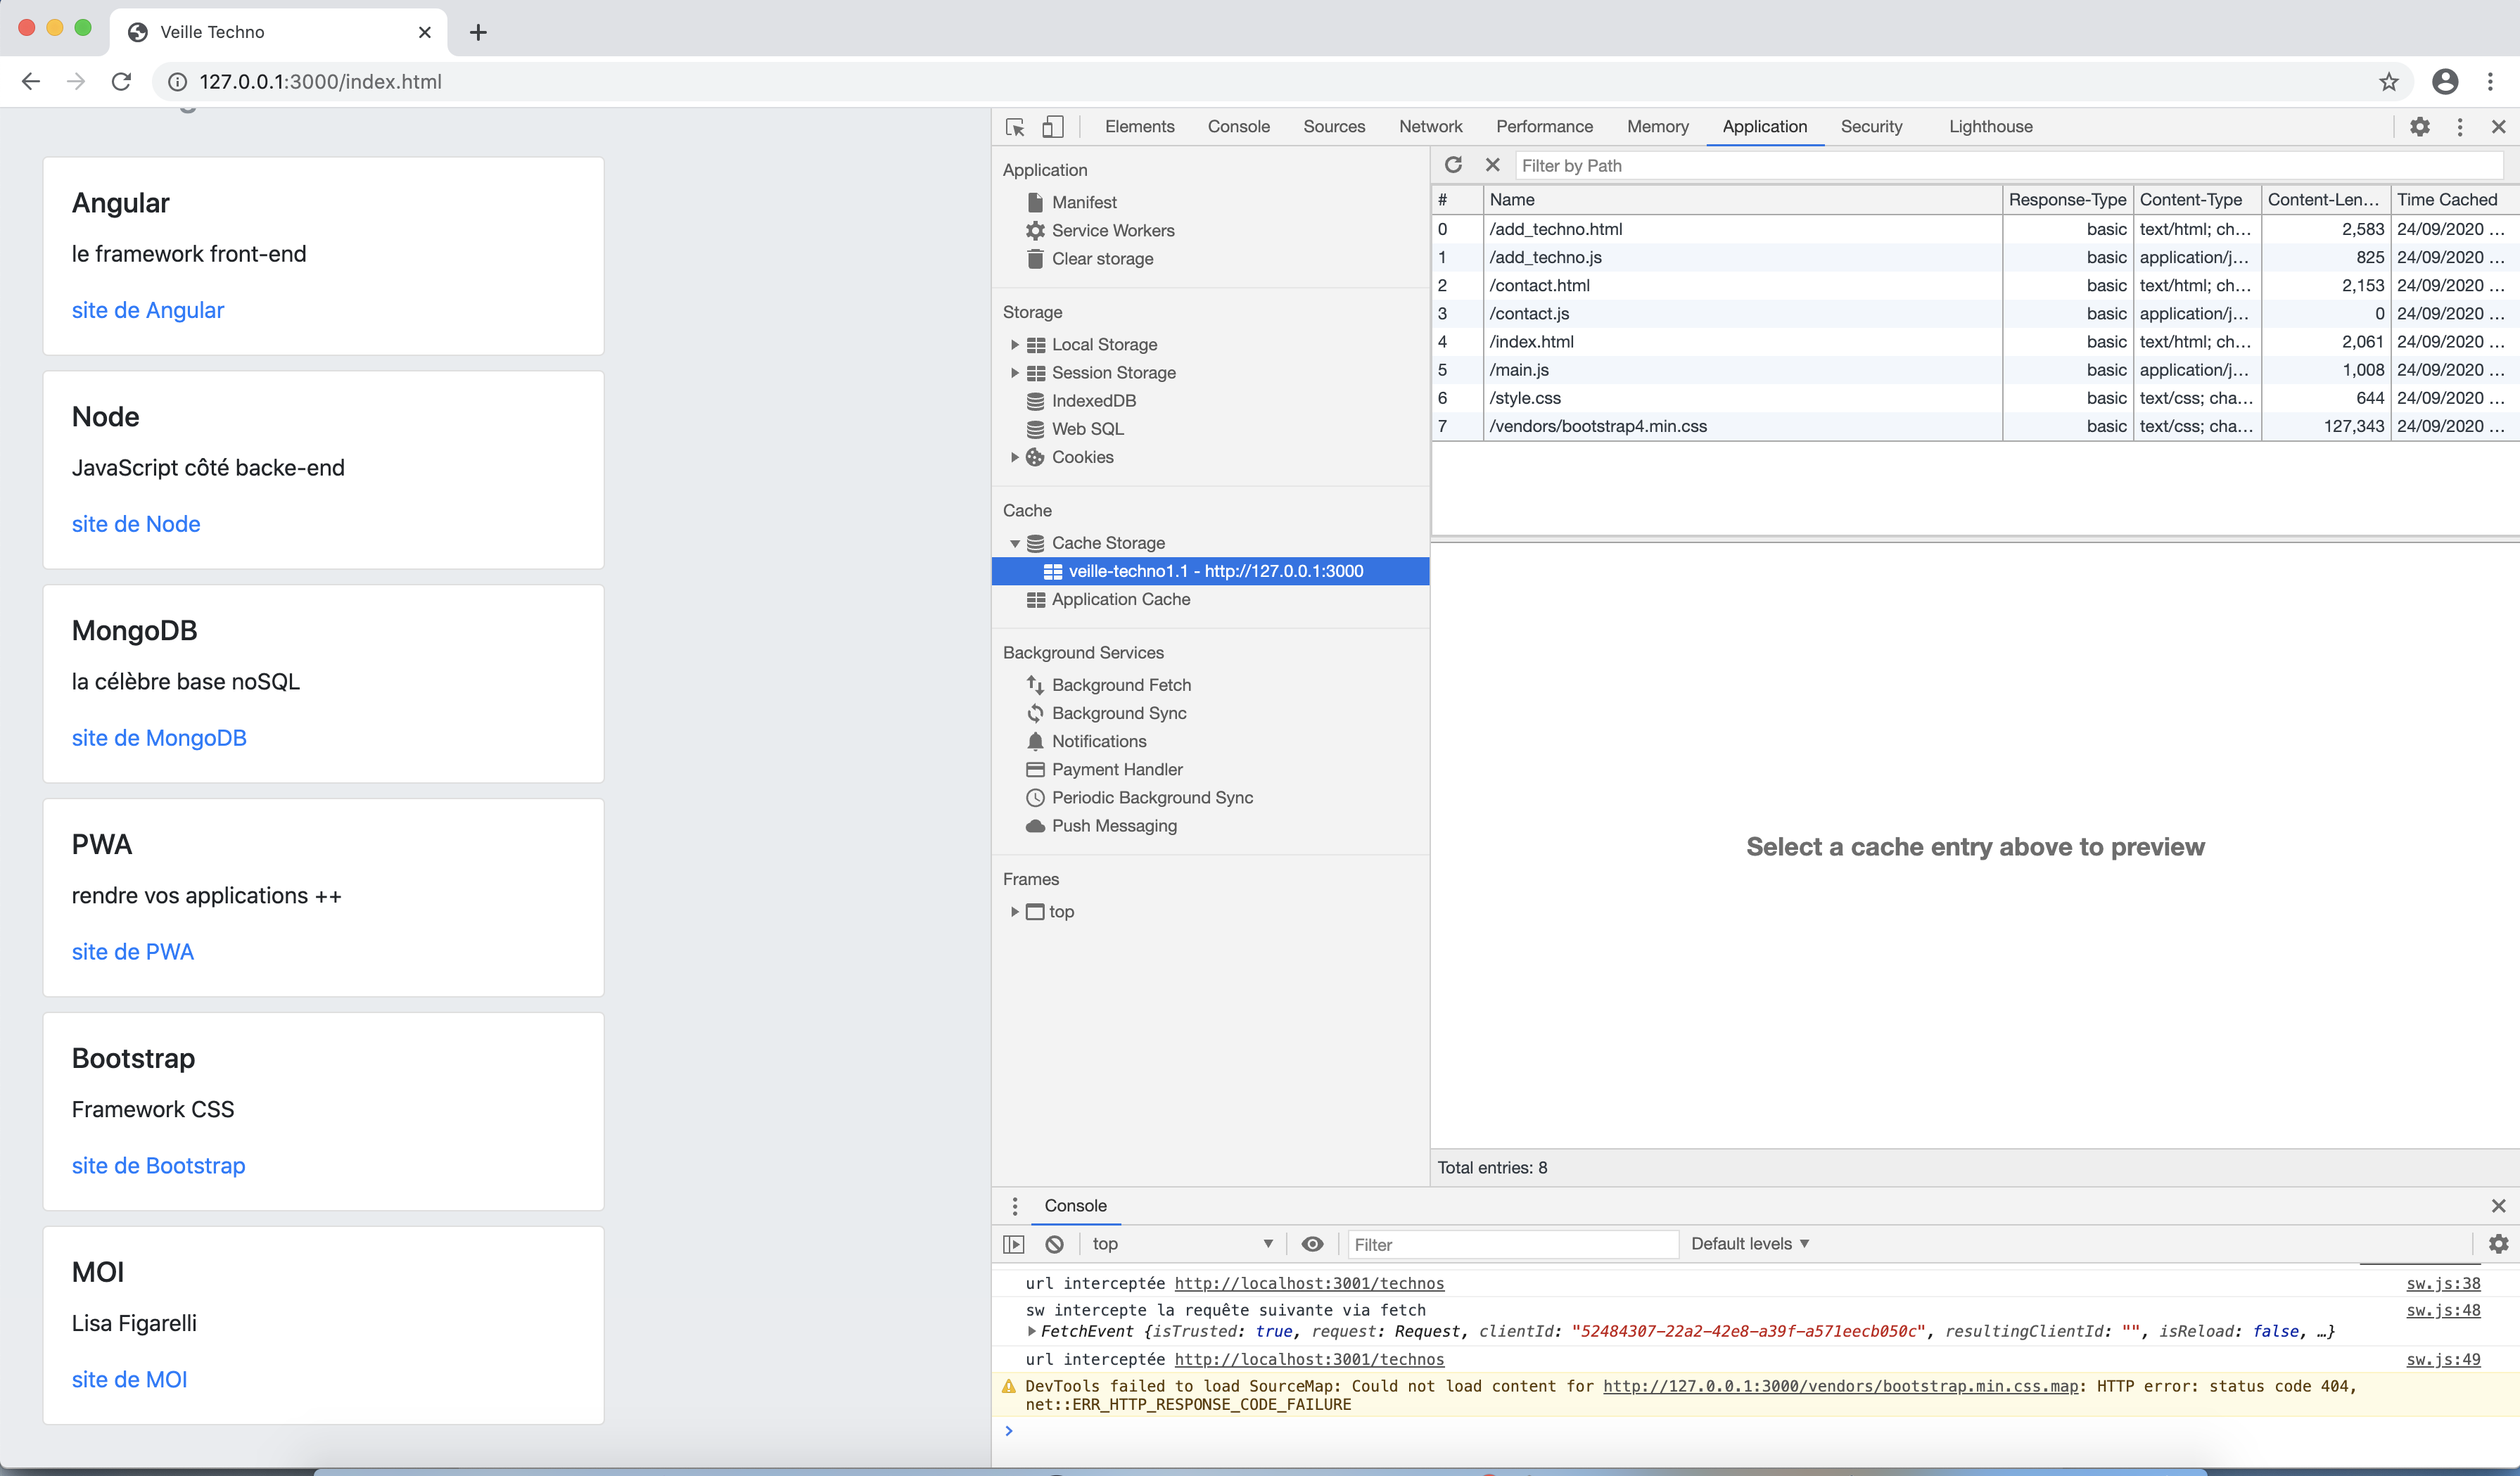 Veille Techno
127.0.0.1:3000/index.html
Angular
le framework front-end
site de Angular
Node
JavaScript côté backe-end
site de Node
MongoDB
la célèbre base noSQL
site de MongoDB
PWA
rendre vos applications ++
site de PWA
Bootstrap
Framework CSS
site de Bootstrap
MOI
Lisa Figarelli
site de MOI
Elements Console Sources Network Performance Memory Application Security Lighthouse
Application
Manifest
Service Workers
Clear storage
Storage
Local Storage
Session Storage
IndexedDB
Web SQL
Cookies
Cache
Cache Storage
veille-techno1.1 - http://127.0.0.1:3000
Application Cache
Background Services
Background Fetch
Background Sync
Notifications
Payment Handler
Periodic Background Sync
Push Messaging
Frames
top
Filter by Path
# Name Response-Type Content-Type Content-Len... Time Cached
0 /add_techno.html basic text/html; ch... 2,583 24/09/2020 ...
1 /add_techno.js basic application/j... 825 24/09/2020 ...
2 /contact.html basic text/html; ch... 2,153 24/09/2020 ...
3 /contact.js basic application/j... 0 24/09/2020 ...
4 /index.html basic text/html; ch... 2,061 24/09/2020 ...
5 /main.js basic application/j... 1,008 24/09/2020 ...
6 /style.css basic text/css; cha... 644 24/09/2020 ...
7 /vendors/bootstrap4.min.css basic text/css; cha... 127,343 24/09/2020 ...
Select a cache entry above to preview
Total entries: 8
Console
top Filter Default levels
url interceptée http://localhost:3001/technos sw.js:38
sw intercepte la requête suivante via fetch sw.js:48
FetchEvent {isTrusted: true, request: Request, clientId: "52484307-22a2-42e8-a39f-a571eecb050c", resultingClientId: "", isReload: false, …}
url interceptée http://localhost:3001/technos sw.js:49
DevTools failed to load SourceMap: Could not load content for http://127.0.0.1:3000/vendors/bootstrap.min.css.map: HTTP error: status code 404,
net::ERR_HTTP_RESPONSE_CODE_FAILURE